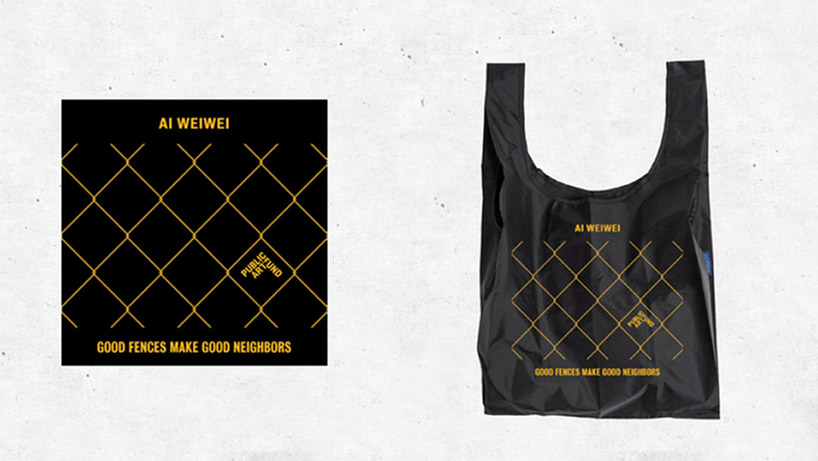 AI WEIWEI
PUBLIC
ART FUND
GOOD FENCES MAKE GOOD NEIGHBORS
AI WEIWEI
PUBLIC
ART FUND
GOOD FENCES MAKE GOOD NEIGHBORS